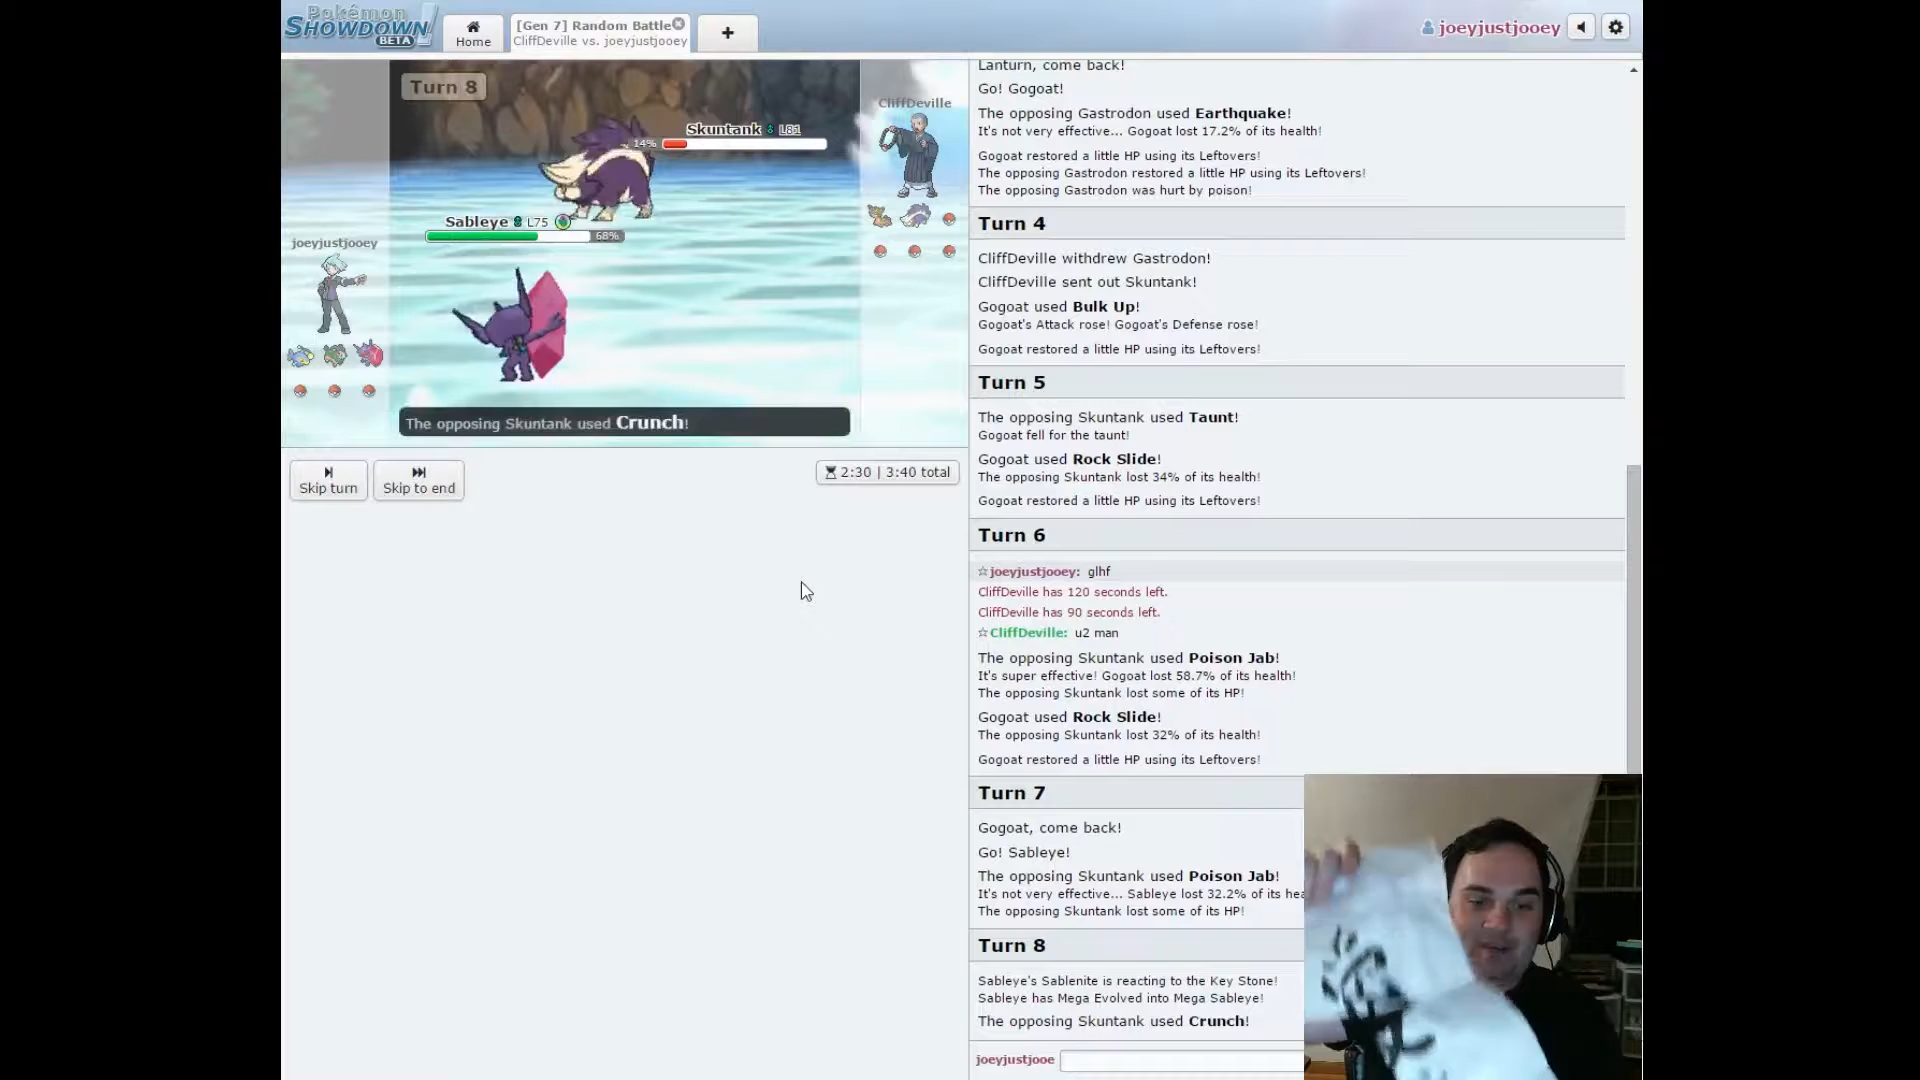 Pokémon
SHOWDOWN!
BETA
Home
[Gen 7] Random Battle
CliffDeville vs. joeyjustjooey
+
joeyjustjooey
Turn 8
Skuntank L81
14%
Sableye L75
68%
joeyjustjooey
CliffDeville
The opposing Skuntank used Crunch!
Skip turn
Skip to end
2:30 | 3:40 total
Lanturn, come back!
Go! Gogoat!
The opposing Gastrodon used Earthquake!
It's not very effective... Gogoat lost 17.2% of its health!
Gogoat restored a little HP using its Leftovers!
The opposing Gastrodon restored a little HP using its Leftovers!
The opposing Gastrodon was hurt by poison!
Turn 4
CliffDeville withdrew Gastrodon!
CliffDeville sent out Skuntank!
Gogoat used Bulk Up!
Gogoat's Attack rose! Gogoat's Defense rose!
Gogoat restored a little HP using its Leftovers!
Turn 5
The opposing Skuntank used Taunt!
Gogoat fell for the taunt!
Gogoat used Rock Slide!
The opposing Skuntank lost 34% of its health!
Gogoat restored a little HP using its Leftovers!
Turn 6
☆joeyjustjooey: glhf
CliffDeville has 120 seconds left.
CliffDeville has 90 seconds left.
☆CliffDeville: u2 man
The opposing Skuntank used Poison Jab!
It's super effective! Gogoat lost 58.7% of its health!
The opposing Skuntank lost some of its HP!
Gogoat used Rock Slide!
The opposing Skuntank lost 32% of its health!
Gogoat restored a little HP using its Leftovers!
Turn 7
Gogoat, come back!
Go! Sableye!
The opposing Skuntank used Poison Jab!
It's not very effective... Sableye lost 32.2% of its hea
The opposing Skuntank lost some of its HP!
Turn 8
Sableye's Sablenite is reacting to the Key Stone!
Sableye has Mega Evolved into Mega Sableye!
The opposing Skuntank used Crunch!
joeyjustjooe